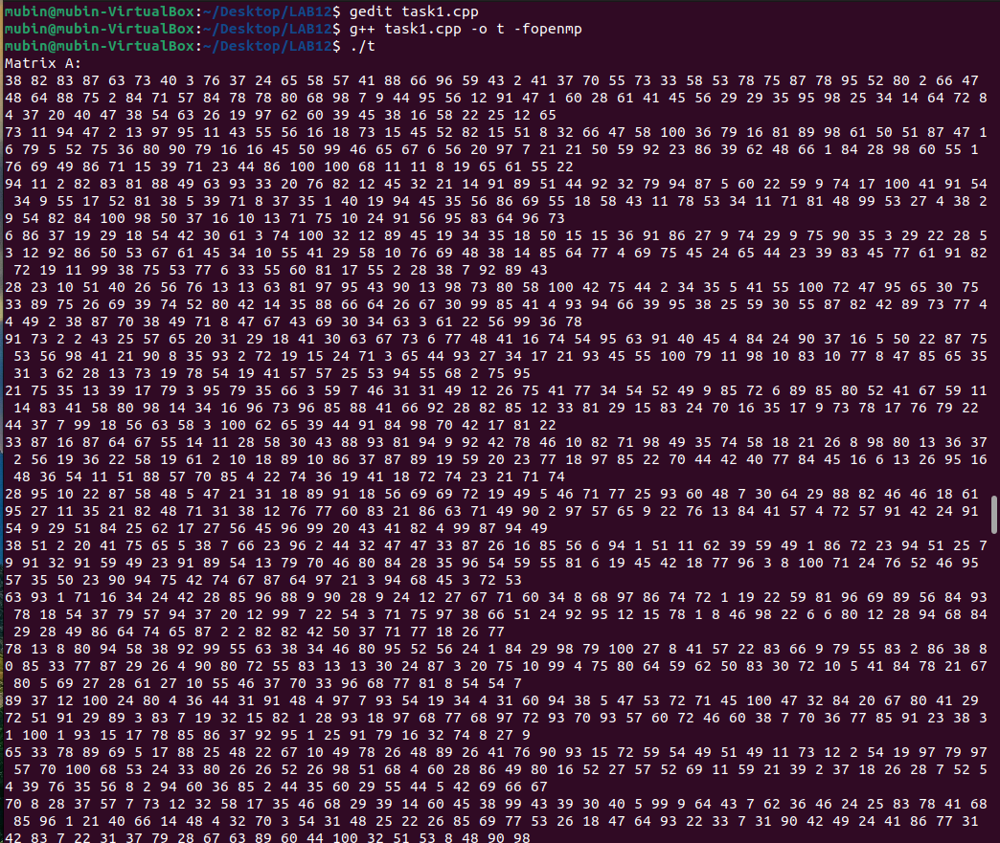 mubin@mubin-VirtualBox:~/Desktop/LAB12$ gedit task1.cpp
mubin@mubin-VirtualBox:~/Desktop/LAB12$ g++ task1.cpp -o t -fopenmp
mubin@mubin-VirtualBox:~/Desktop/LAB12$ ./t
Matrix A:
38 82 83 87 63 73 40 3 76 37 24 65 58 57 41 88 66 96 59 43 2 41 37 70 55 73 33 58 53 78 75 87 78 95 52 80 2 66 47
48 64 88 75 2 84 71 57 84 78 78 80 68 98 7 9 44 95 56 12 91 47 1 60 28 61 41 45 56 29 29 35 95 98 25 34 14 64 72 8
4 37 20 40 47 38 54 63 26 19 97 62 60 39 45 38 16 58 22 25 12 65
73 11 94 47 2 13 97 95 11 43 55 56 16 18 73 15 45 52 82 15 51 8 32 66 47 58 100 36 79 16 81 89 98 61 50 51 87 47 1
6 79 5 52 75 36 80 90 79 16 16 45 50 99 46 65 67 6 56 20 97 7 21 21 50 59 92 23 86 39 62 48 66 1 84 28 98 60 55 1
76 69 49 86 71 15 39 71 23 44 86 100 100 68 11 11 8 19 65 61 55 22
94 11 2 82 83 81 88 49 63 93 33 20 76 82 12 45 32 21 14 91 89 51 44 92 32 79 94 87 5 60 22 59 9 74 17 100 41 91 54
34 9 55 17 52 81 38 5 39 71 8 37 35 1 40 19 94 45 35 56 86 69 55 18 58 43 11 78 53 34 11 71 81 48 99 53 27 4 38 2
9 54 82 84 100 98 50 37 16 10 13 71 75 10 24 91 56 95 83 64 96 73
6 86 37 19 29 18 54 42 30 61 3 74 100 32 12 89 45 19 34 35 18 50 15 15 36 91 86 27 9 74 29 9 75 90 35 3 29 22 28 5
3 12 92 86 50 53 67 61 45 34 10 55 41 29 58 10 76 69 48 38 14 85 64 77 4 69 75 45 24 65 44 23 39 83 45 77 61 91 82
72 19 11 99 38 75 53 77 6 33 55 60 81 17 55 2 28 38 7 92 89 43
28 23 10 51 40 26 56 76 13 13 63 81 97 95 43 90 13 98 73 80 58 100 42 75 44 2 34 35 5 41 55 100 72 47 95 65 30 75
33 89 75 26 69 39 74 52 80 42 14 35 88 66 64 26 67 30 99 85 41 4 93 94 66 39 95 38 25 59 30 55 87 82 42 89 73 77 4
4 49 2 38 87 70 38 49 71 8 47 67 43 69 30 34 63 3 61 22 56 99 36 78
91 73 2 2 43 25 57 65 20 31 29 18 41 30 63 67 73 6 77 48 41 16 74 54 95 63 91 40 45 4 84 24 90 37 16 5 50 22 87 75
53 56 98 41 21 90 8 35 93 2 72 19 15 24 71 3 65 44 93 27 34 17 21 93 45 55 100 79 11 98 10 83 10 77 8 47 85 65 35
31 3 62 28 13 73 19 78 54 19 41 57 57 25 53 94 55 68 2 75 95
21 75 35 13 39 17 79 3 95 79 35 66 3 59 7 46 31 31 49 12 26 75 41 77 34 54 52 49 9 85 72 6 89 85 80 52 41 67 59 11
14 83 41 58 80 98 14 34 16 96 73 96 85 88 41 66 92 28 82 85 12 33 81 29 15 83 24 70 16 35 17 9 73 78 17 76 79 22
44 37 7 99 18 56 63 58 3 100 62 65 39 44 91 84 98 70 42 17 81 22
33 87 16 87 64 67 55 14 11 28 58 30 43 88 93 81 94 9 92 42 78 46 10 82 71 98 49 35 74 58 18 21 26 8 98 80 13 36 37
2 56 19 36 22 58 19 61 2 10 18 89 10 86 37 87 89 19 59 20 23 77 18 97 85 22 70 44 42 40 77 84 45 16 6 13 26 95 16
48 36 54 11 51 88 57 70 85 4 22 74 36 19 41 18 72 74 23 21 71 74
28 95 10 22 87 58 48 5 47 21 31 18 89 91 18 56 69 69 72 19 49 5 46 71 77 25 93 60 48 7 30 64 29 88 82 46 46 18 61
95 27 11 35 21 82 48 71 31 38 12 76 77 60 83 21 86 63 71 49 90 2 97 57 65 9 22 76 13 84 41 57 4 72 57 91 42 24 91
54 9 29 51 84 25 62 17 27 56 45 96 99 20 43 41 82 4 99 87 94 49
38 51 2 20 41 75 65 5 38 7 66 23 96 2 44 32 47 47 33 87 26 16 85 56 6 94 1 51 11 62 39 59 49 1 86 72 23 94 51 25 7
9 91 32 91 59 49 23 91 89 54 13 79 70 46 80 84 28 35 96 54 59 55 81 6 19 45 42 18 77 96 3 8 100 71 24 76 52 46 95
57 35 50 23 90 94 75 42 74 67 87 64 97 21 3 94 68 45 3 72 53
63 93 1 71 16 34 24 42 28 85 96 88 9 90 28 9 24 12 27 67 71 60 34 8 68 97 86 74 72 1 19 22 59 81 96 69 89 56 84 93
78 18 54 37 79 57 94 37 20 12 99 7 22 54 3 71 75 97 38 66 51 24 92 95 12 15 78 1 8 46 98 22 6 6 80 12 28 94 68 84
29 28 49 86 64 74 65 87 2 2 82 82 42 50 37 71 77 18 26 77
78 13 8 80 94 58 38 92 99 55 63 38 34 46 80 95 52 56 24 1 84 29 98 79 100 27 8 41 57 22 83 66 9 79 55 83 2 86 38 8
0 85 33 77 87 29 26 4 90 80 72 55 83 13 13 30 24 87 3 20 75 10 99 4 75 80 64 59 62 50 83 30 72 10 5 41 84 78 21 67
80 5 69 27 28 61 27 10 55 46 37 70 33 96 68 77 81 8 54 54 7
89 37 12 100 24 80 4 36 44 31 91 48 4 97 7 93 54 19 34 4 31 60 94 38 5 47 53 72 71 45 100 47 32 84 20 67 80 41 29
72 51 91 29 89 3 83 7 19 32 15 82 1 28 93 18 97 68 77 68 97 72 93 70 93 57 60 72 46 60 38 7 70 36 77 85 91 23 38 3
1 100 1 93 15 17 78 85 86 37 92 95 1 25 91 79 16 32 74 8 27 9
65 33 78 89 69 5 17 88 25 48 22 67 10 49 78 26 48 89 26 41 76 90 93 15 72 59 54 49 51 49 11 73 12 2 54 19 97 79 97
57 70 100 68 53 24 33 80 26 26 52 26 98 51 68 4 60 28 86 49 80 16 52 27 57 52 69 11 59 21 39 2 37 18 26 28 7 52 5
4 39 76 35 56 8 2 94 60 36 85 2 44 35 60 29 55 44 5 42 69 66 67
70 8 28 37 57 7 73 12 32 58 17 35 46 68 29 39 14 60 45 38 99 43 39 30 40 5 99 9 64 43 7 62 36 46 24 25 83 78 41 68
85 96 1 21 40 66 14 48 4 32 70 3 54 31 48 25 22 26 85 69 77 53 26 18 47 64 93 22 33 7 31 90 42 49 24 41 86 77 31
42 83 7 22 31 37 79 28 67 63 89 60 44 100 32 51 53 8 48 90 98